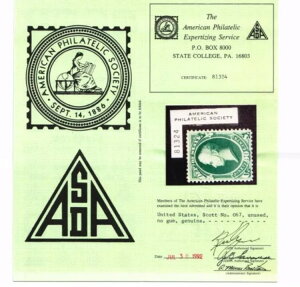 The
American Philatelic
Expertizing Service
P.O. BOX 8000
STATE COLLEGE, PA. 16803
CERTIFICATE: 81324
AMERICAN PHILATELIC SOCIETY
SEPT. 14, 1886
AMERICAN
PHILATELIC SOCIETY
81324
ASDA
Members of The American Philatelic Expertizing Service have
examined the item submitted and it is their opinion that it is
United States, Scott No. O57, unused,
no gum, genuine.
Date JUL 30 1992